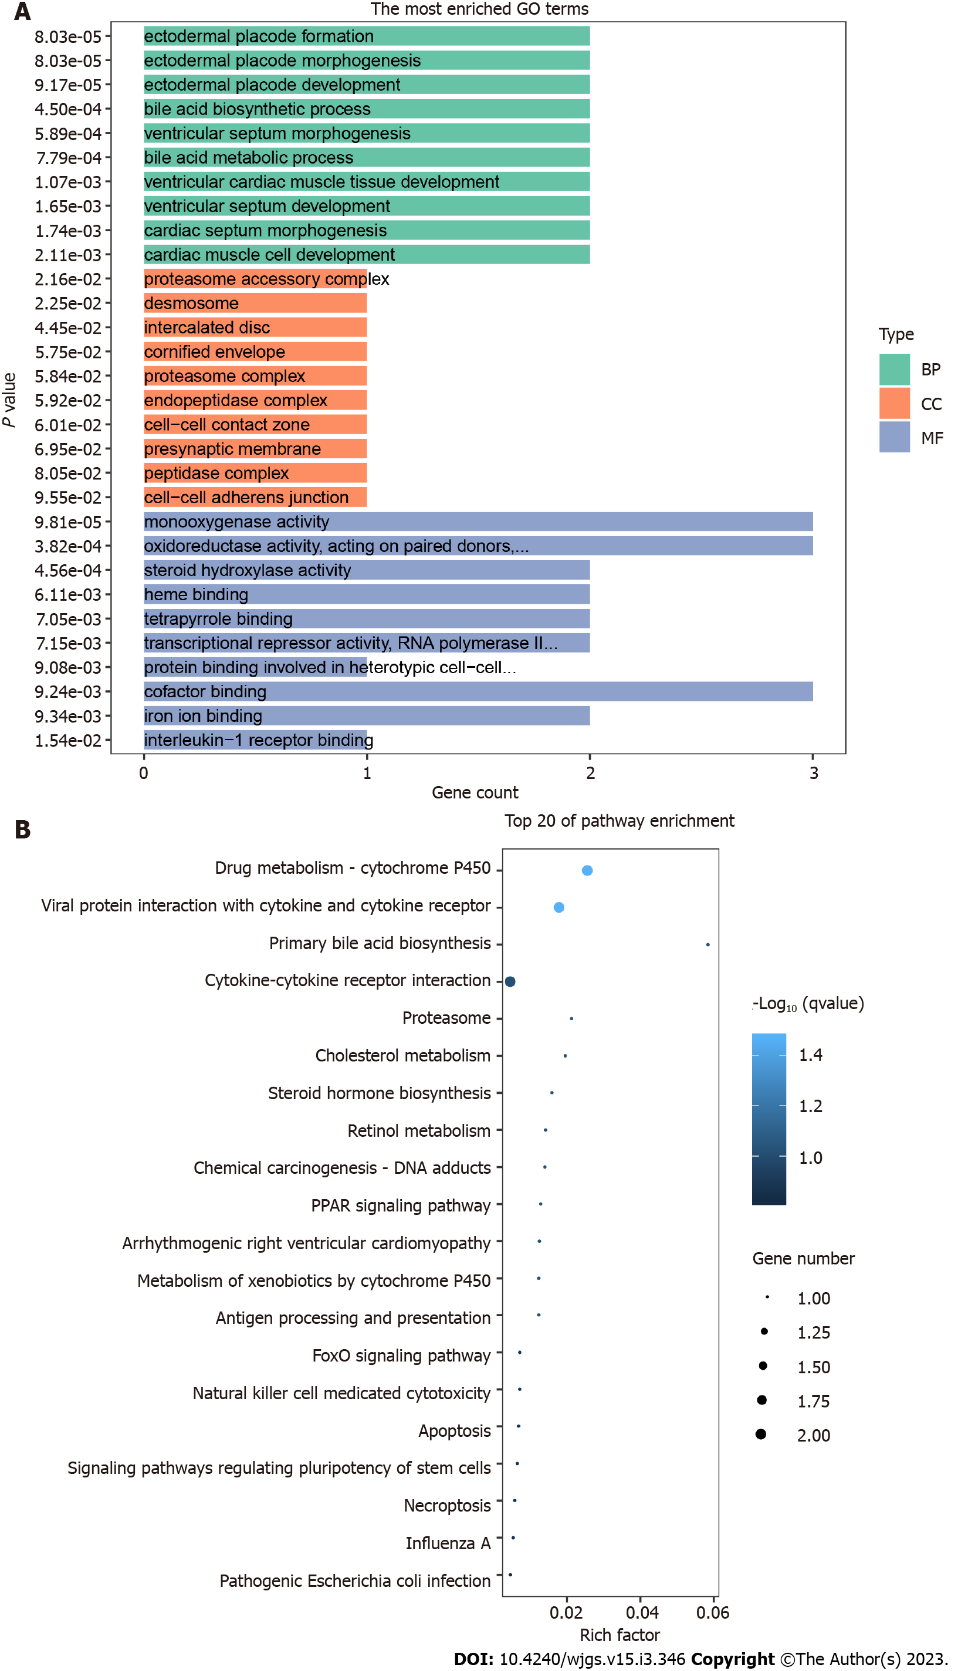 A
The most enriched GO terms
8.03e-05 ectodermal placode formation
8.03e-05 ectodermal placode morphogenesis
9.17e-05 ectodermal placode development
4.50e-04 bile acid biosynthetic process
5.89e-04 ventricular septum morphogenesis
7.79e-04 bile acid metabolic process
1.07e-03 ventricular cardiac muscle tissue development
1.65e-03 ventricular septum development
1.74e-03 cardiac septum morphogenesis
2.11e-03 cardiac muscle cell development
2.16e-02 proteasome accessory complex
2.25e-02 desmosome
4.45e-02 intercalated disc
5.75e-02 cornified envelope
5.84e-02 proteasome complex
5.92e-02 endopeptidase complex
6.01e-02 cell−cell contact zone
6.95e-02 presynaptic membrane
8.05e-02 peptidase complex
9.55e-02 cell−cell adherens junction
9.81e-05 monooxygenase activity
3.82e-04 oxidoreductase activity, acting on paired donors,...
4.56e-04 steroid hydroxylase activity
6.11e-03 heme binding
7.05e-03 tetrapyrrole binding
7.15e-03 transcriptional repressor activity, RNA polymerase II...
9.08e-03 protein binding involved in heterotypic cell−cell...
9.24e-03 cofactor binding
9.34e-03 iron ion binding
1.54e-02 interleukin−1 receptor binding
P value
0 1 2 3
Gene count
Type
BP
CC
MF
B
Top 20 of pathway enrichment
Drug metabolism - cytochrome P450
Viral protein interaction with cytokine and cytokine receptor
Primary bile acid biosynthesis
Cytokine-cytokine receptor interaction
Proteasome
Cholesterol metabolism
Steroid hormone biosynthesis
Retinol metabolism
Chemical carcinogenesis - DNA adducts
PPAR signaling pathway
Arrhythmogenic right ventricular cardiomyopathy
Metabolism of xenobiotics by cytochrome P450
Antigen processing and presentation
FoxO signaling pathway
Natural killer cell medicated cytotoxicity
Apoptosis
Signaling pathways regulating pluripotency of stem cells
Necroptosis
Influenza A
Pathogenic Escherichia coli infection
0.02 0.04 0.06
Rich factor
-Log₁₀ (qvalue)
1.4
1.2
1.0
Gene number
1.00
1.25
1.50
1.75
2.00
DOI: 10.4240/wjgs.v15.i3.346 Copyright ©The Author(s) 2023.